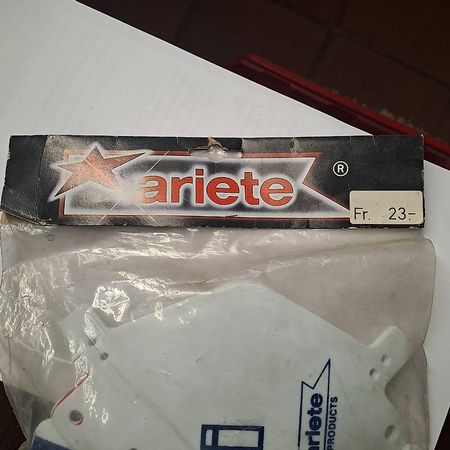 ariete ®
Fr. 23.-
ariete
PRODUCTS